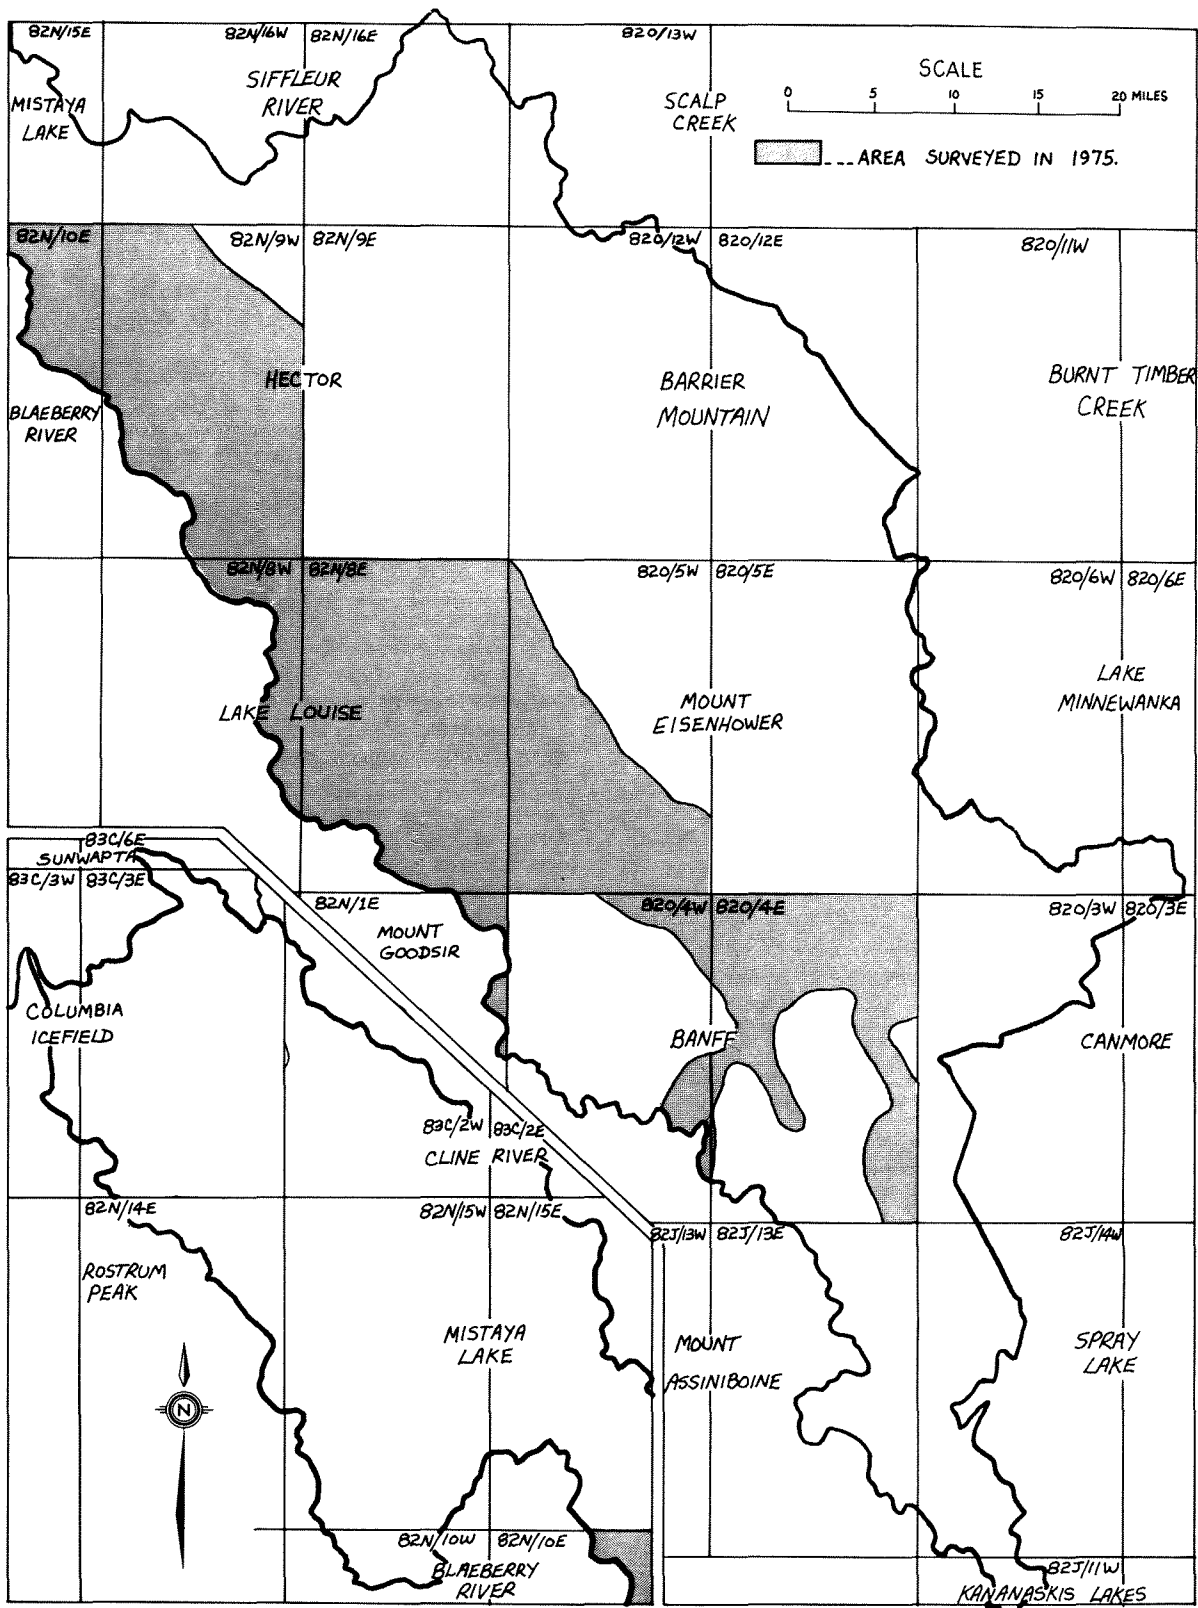 82N/15E
82N/16W 82N/16E
82O/13W
SCALE
0 5 10 15 20 MILES
MISTAYA
LAKE
SIFFLEUR
RIVER
SCALP
CREEK
--- AREA SURVEYED IN 1975.
82N/10E
82N/9W 82N/9E
82O/12W 82O/12E
82O/11W
HECTOR
BARRIER
MOUNTAIN
BURNT TIMBER
CREEK
BLAEBERRY
RIVER
82N/8W 82N/8E
82O/5W 82O/5E
82O/6W 82O/6E
LAKE LOUISE
MOUNT
EISENHOWER
LAKE
MINNEWANKA
83C/6E
SUNWAPTA
83C/3W 83C/3E
82N/1E
82O/4W 82O/4E
82O/3W 82O/3E
MOUNT
GOODSIR
COLUMBIA
ICEFIELD
BANFF
CANMORE
83C/2W 83C/2E
CLINE RIVER
82N/14E
82N/15W 82N/15E
82J/13W 82J/13E
82J/14W
ROSTRUM
PEAK
MISTAYA
LAKE
MOUNT
ASSINIBOINE
SPRAY
LAKE
N
82N/10W 82N/10E
BLAEBERRY
RIVER
82J/11W
KANANASKIS LAKES